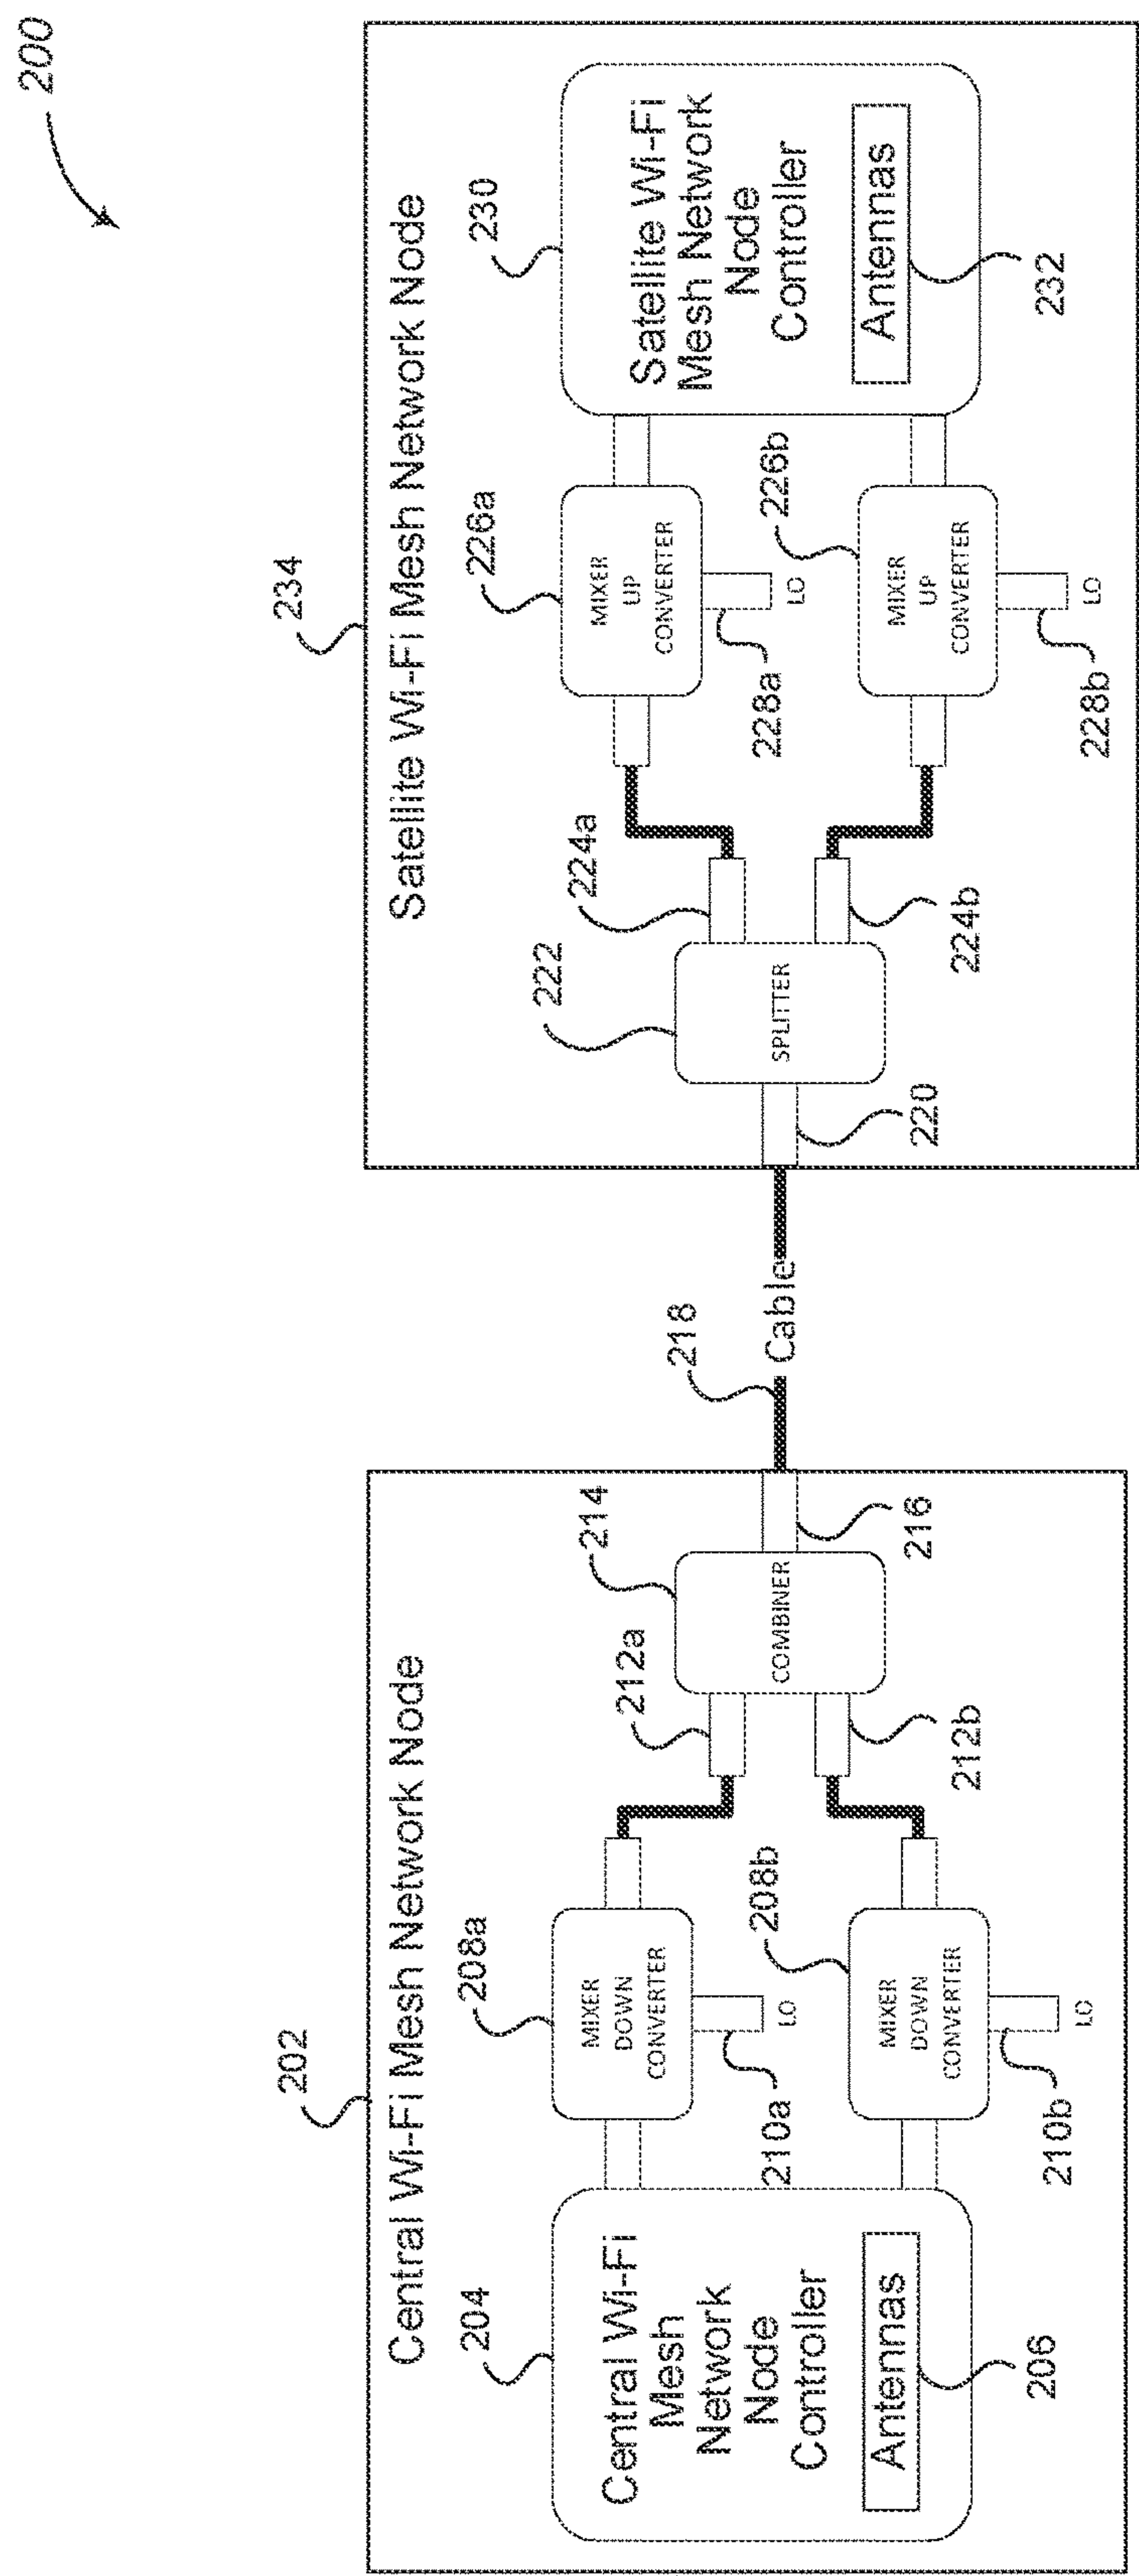 200
202
Central Wi-Fi Mesh Network Node
204
Central Wi-Fi
Mesh
Network
Node
Controller
Antennas
206
208a
MIXER
DOWN
CONVERTER
LO
210a
208b
MIXER
DOWN
CONVERTER
LO
210b
212a
212b
214
COMBINER
216
218
Cable
234
Satellite Wi-Fi Mesh Network Node
220
222
SPLITTER
224a
224b
226a
MIXER
UP
CONVERTER
LO
228a
226b
MIXER
UP
CONVERTER
LO
228b
230
Satellite Wi-Fi
Mesh Network
Node
Controller
Antennas
232